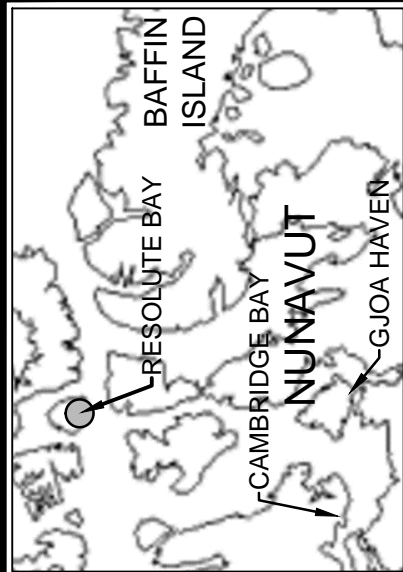 BAFFIN
ISLAND
RESOLUTE BAY
CAMBRIDGE BAY
NUNAVUT
GJOA HAVEN